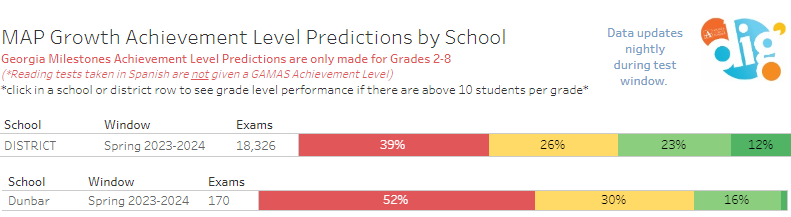 MAP Growth Achievement Level Predictions by School
Georgia Milestones Achievement Level Predictions are only made for Grades 2-8
(*Reading tests taken in Spanish are not given a GAMAS Achievement Level)
*click in a school or district row to see grade level performance if there are above 10 students per grade*
Data updates
nightly
during test
window.
dig
School Window Exams
DISTRICT Spring 2023-2024 18,326 39% 26% 23% 12%
School Window Exams
Dunbar Spring 2023-2024 170 52% 30% 16%